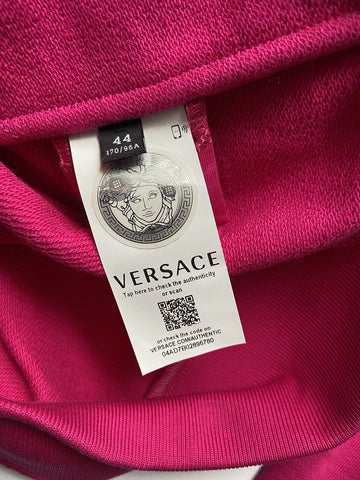 44
170/96A
VERSACE
Tap here to check the authenticity
or scan
or check the code on:
VERSACE.COM/AUTHENTIC
04AD7B02896780